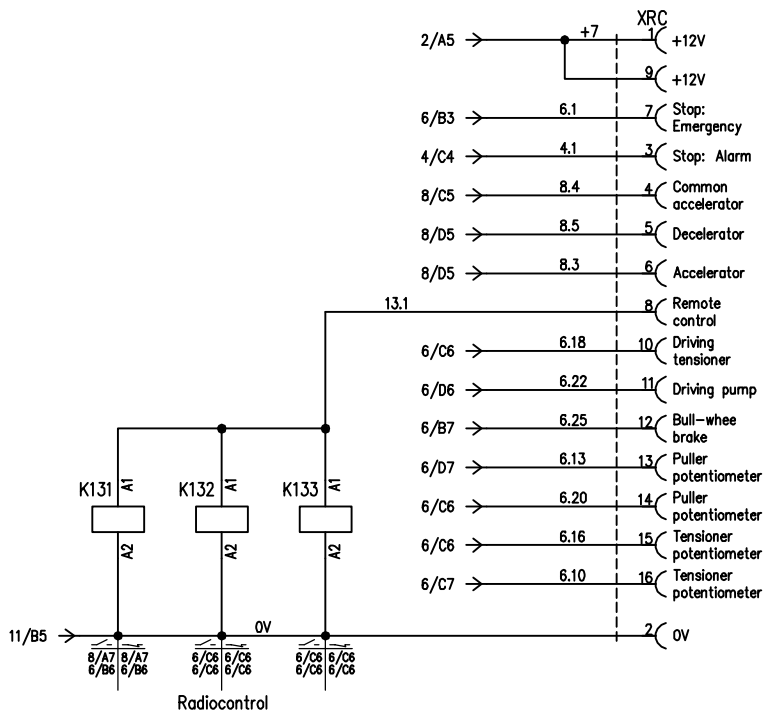 XRC
2/A5 +7 1 +12V
9 +12V
6/B3 6.1 7 Stop:
Emergency
4/C4 4.1 3 Stop: Alarm
8/C5 8.4 4 Common
accelerator
8/D5 8.5 5 Decelerator
8/D5 8.3 6 Accelerator
13.1 8 Remote
control
6/C6 6.18 10 Driving
tensioner
6/D6 6.22 11 Driving pump
6/B7 6.25 12 Bull-whee
brake
6/D7 6.13 13 Puller
potentiometer
6/C6 6.20 14 Puller
potentiometer
6/C6 6.16 15 Tensioner
potentiometer
6/C7 6.10 16 Tensioner
potentiometer
K131 A1 K132 A1 K133 A1
A2 A2 A2
11/B5 0V 2 0V
8/A7 8/A7 6/C6 6/C6 6/C6 6/C6
6/B6 6/B6 6/C6 6/C6 6/C6 6/C6
Radiocontrol